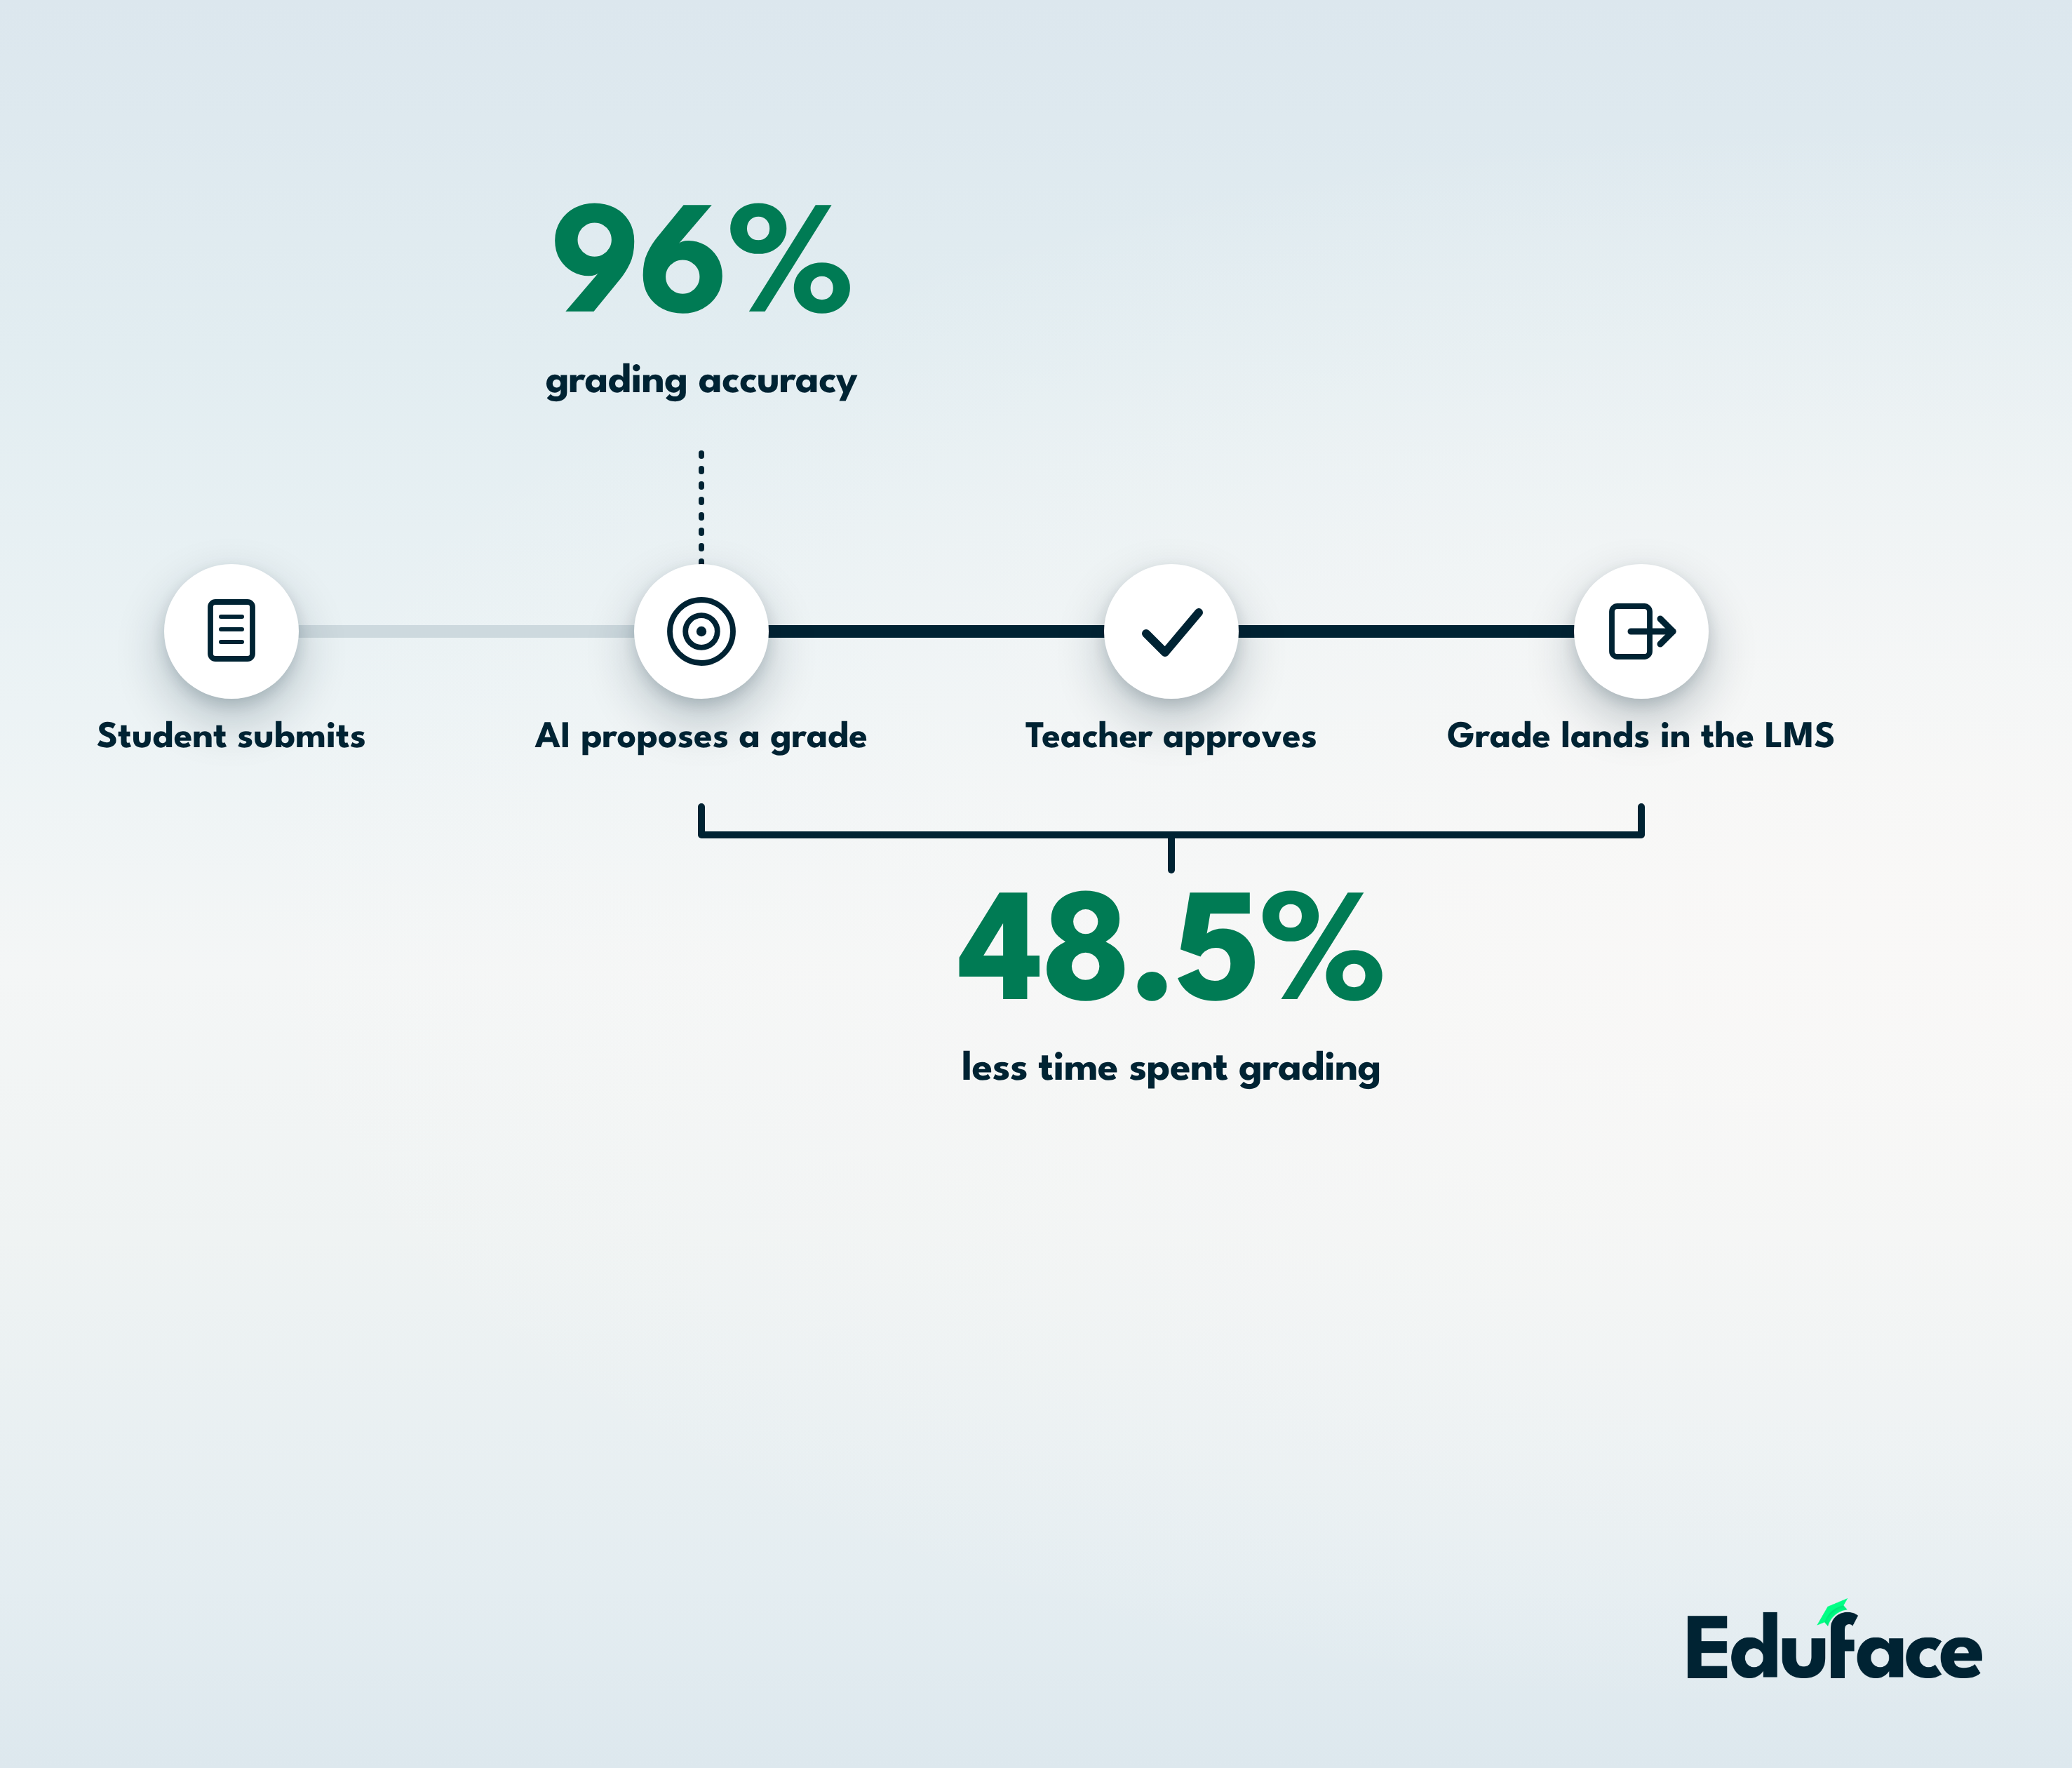 96%
grading accuracy
Student submits
AI proposes a grade
Teacher approves
Grade lands in the LMS
48.5%
less time spent grading
Eduface